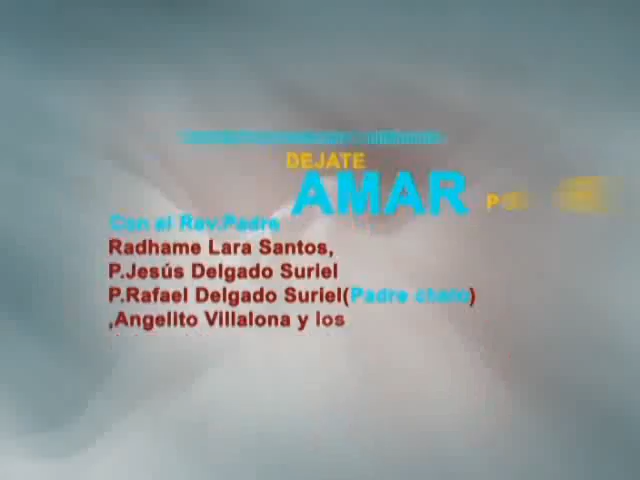 DEJATE
AMAR
Con el Rev.Padre
Radhame Lara Santos,
P.Jesús Delgado Suriel
P.Rafael Delgado Suriel(Padre chelo)
,Angelito Villalona y los